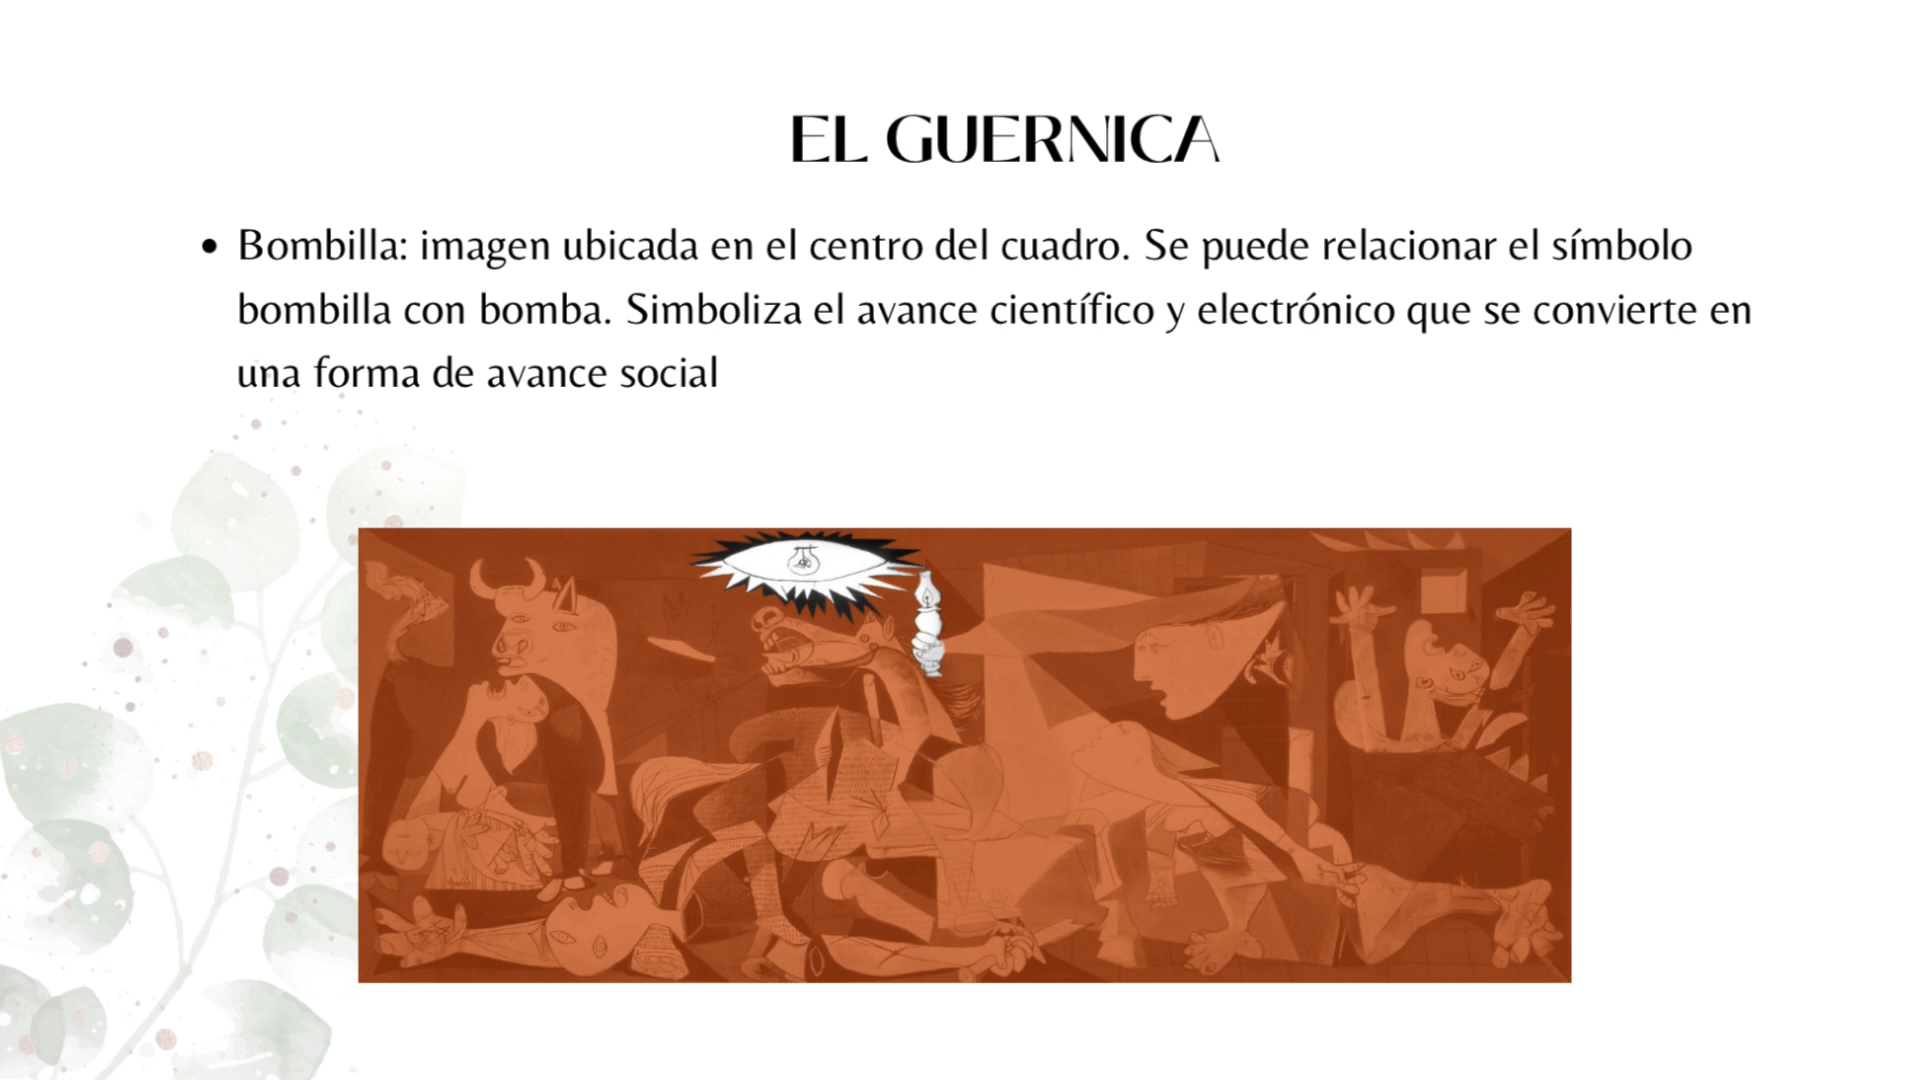 EL GUERNICA
• Bombilla: imagen ubicada en el centro del cuadro. Se puede relacionar el símbolo
bombilla con bomba. Simboliza el avance científico y electrónico que se convierte en
una forma de avance social